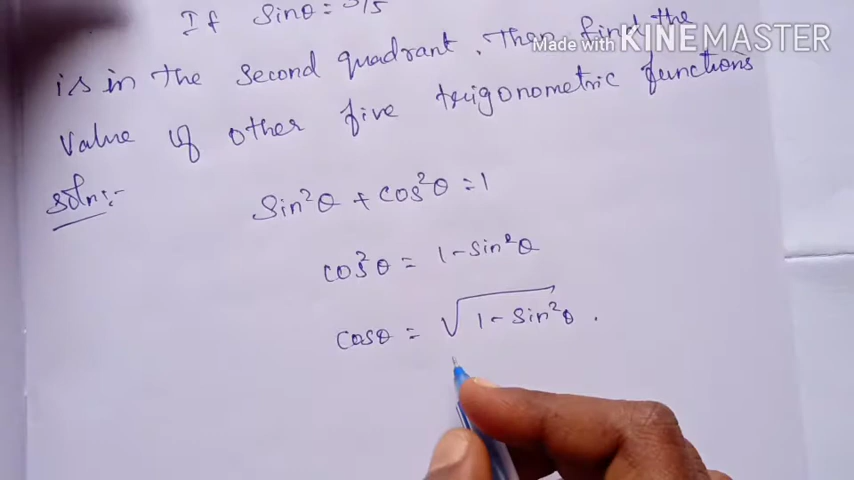 If Sinθ = 3/5
is in the second quadrant. Then find the
Made with KINEMASTER
value of other five trigonometric functions
soln:-
Sin²θ + cos²θ = 1
cos²θ = 1 - sin²θ
cosθ = √1 - sin²θ .